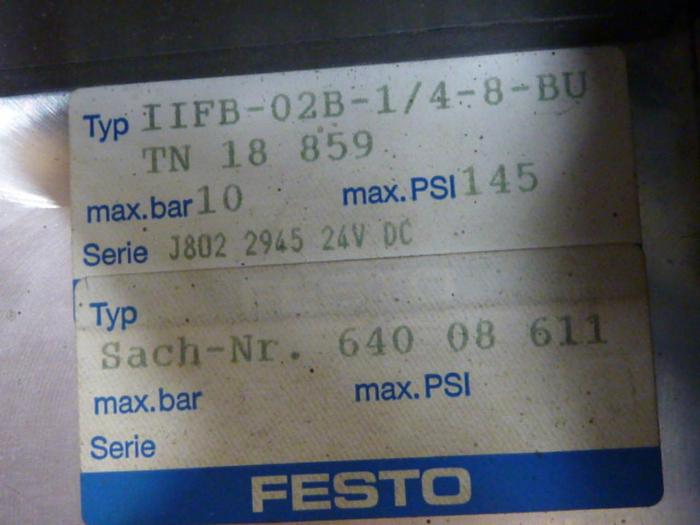 Typ IIFB-02B-1/4-8-BU
TN 18 859
max.bar 10 max.PSI 145
Serie J802 2945 24V DC
Typ
Sach-Nr. 640 08 611
max.bar max.PSI
Serie
FESTO